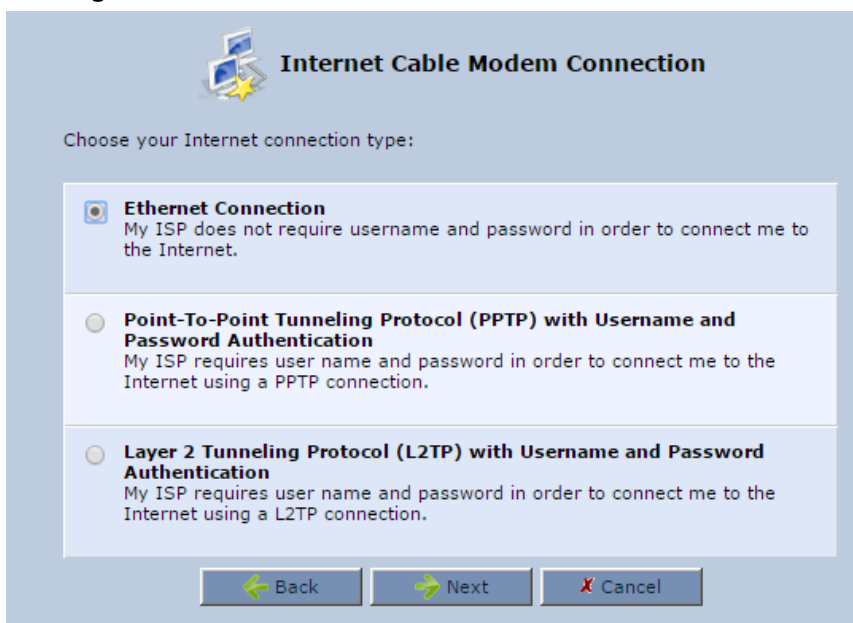 Internet Cable Modem Connection
Choose your Internet connection type:
Ethernet Connection
My ISP does not require username and password in order to connect me to
the Internet.
Point-To-Point Tunneling Protocol (PPTP) with Username and
Password Authentication
My ISP requires user name and password in order to connect me to the
Internet using a PPTP connection.
Layer 2 Tunneling Protocol (L2TP) with Username and Password
Authentication
My ISP requires user name and password in order to connect me to the
Internet using a L2TP connection.
Back Next Cancel